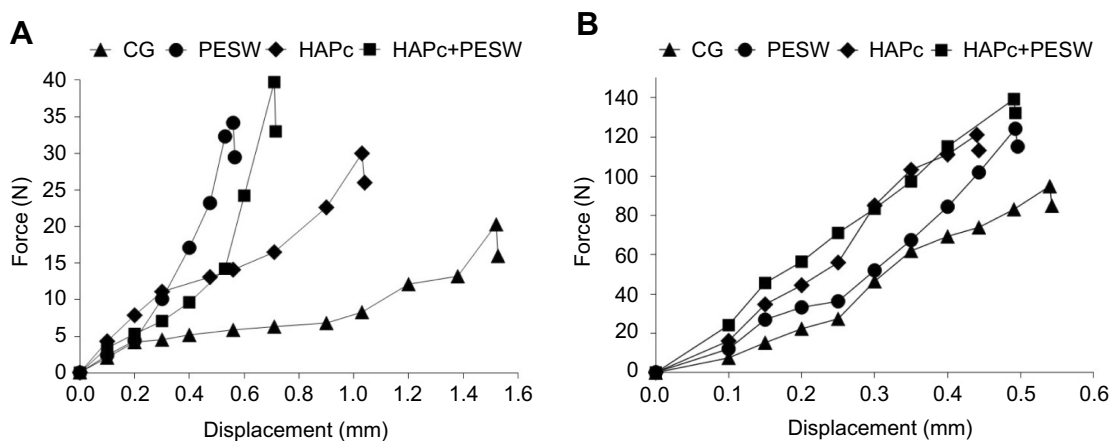 A
CG PESW HAPc HAPc+PESW
Force (N)
40
35
30
25
20
15
10
5
0
0.0 0.2 0.4 0.6 0.8 1.0 1.2 1.4 1.6
Displacement (mm)
B
CG PESW HAPc HAPc+PESW
Force (N)
140
120
100
80
60
40
20
0
0.0 0.1 0.2 0.3 0.4 0.5 0.6
Displacement (mm)